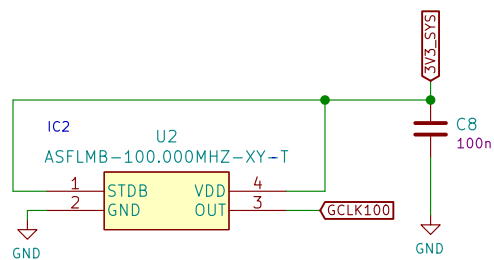 3V3_SYS
IC2
U2
ASFLMB-100.000MHZ-XY-T
C8
100n
1 STDB VDD 4
2 GND OUT 3
GCLK100
GND
GND